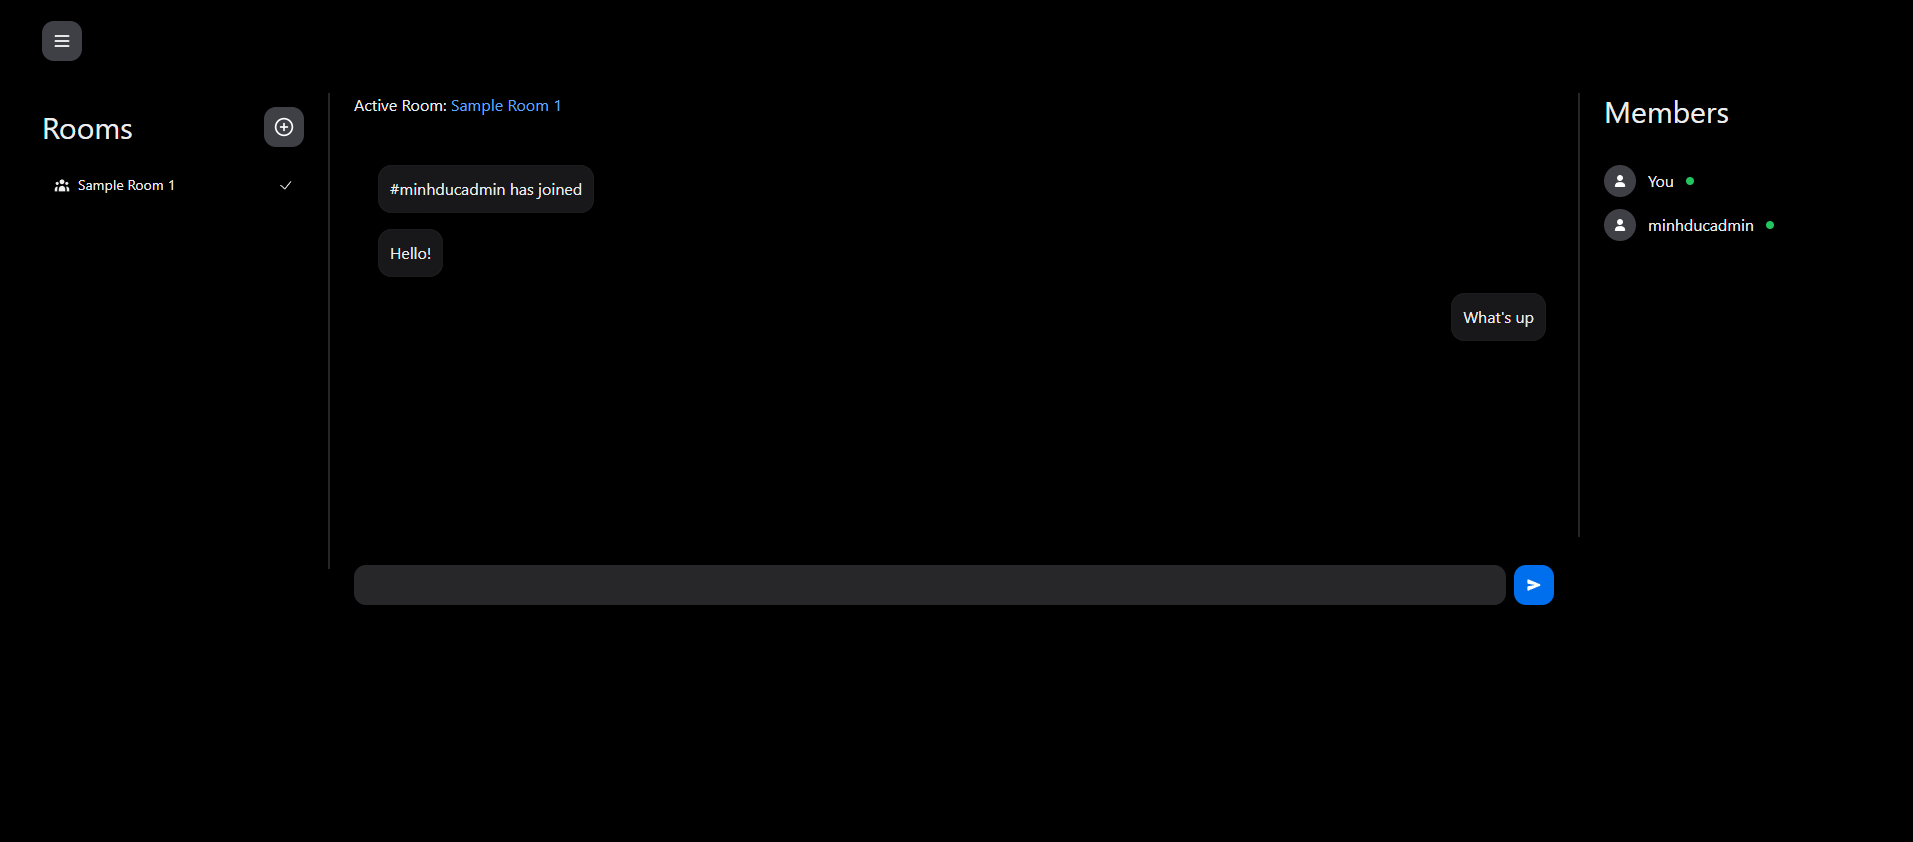 Rooms
Sample Room 1
Active Room: Sample Room 1
#minhducadmin has joined
Hello!
What's up
Members
You
minhducadmin